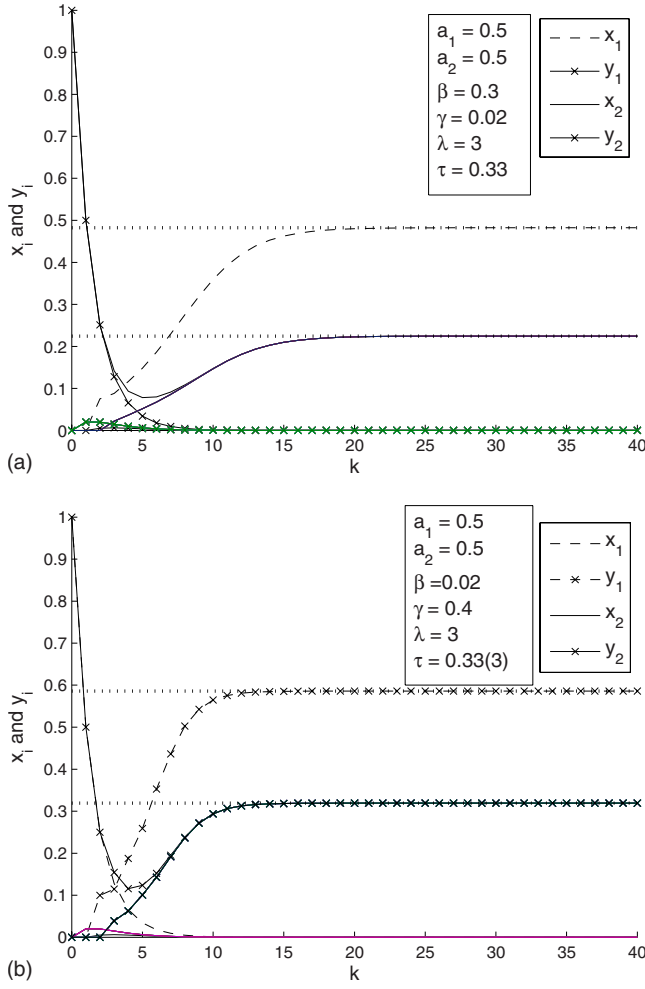 1
0.9
0.8
0.7
0.6
0.5
0.4
0.3
0.2
0.1
0
x_i and y_i
a_1 = 0.5
a_2 = 0.5
β = 0.3
γ = 0.02
λ = 3
τ = 0.33
x_1
y_1
x_2
y_2
0 5 10 15 20 25 30 35 40
k
(a)
1
0.9
0.8
0.7
0.6
0.5
0.4
0.3
0.2
0.1
0
x_i and y_i
a_1 = 0.5
a_2 = 0.5
β =0.02
γ = 0.4
λ = 3
τ = 0.33(3)
x_1
y_1
x_2
y_2
0 5 10 15 20 25 30 35 40
k
(b)